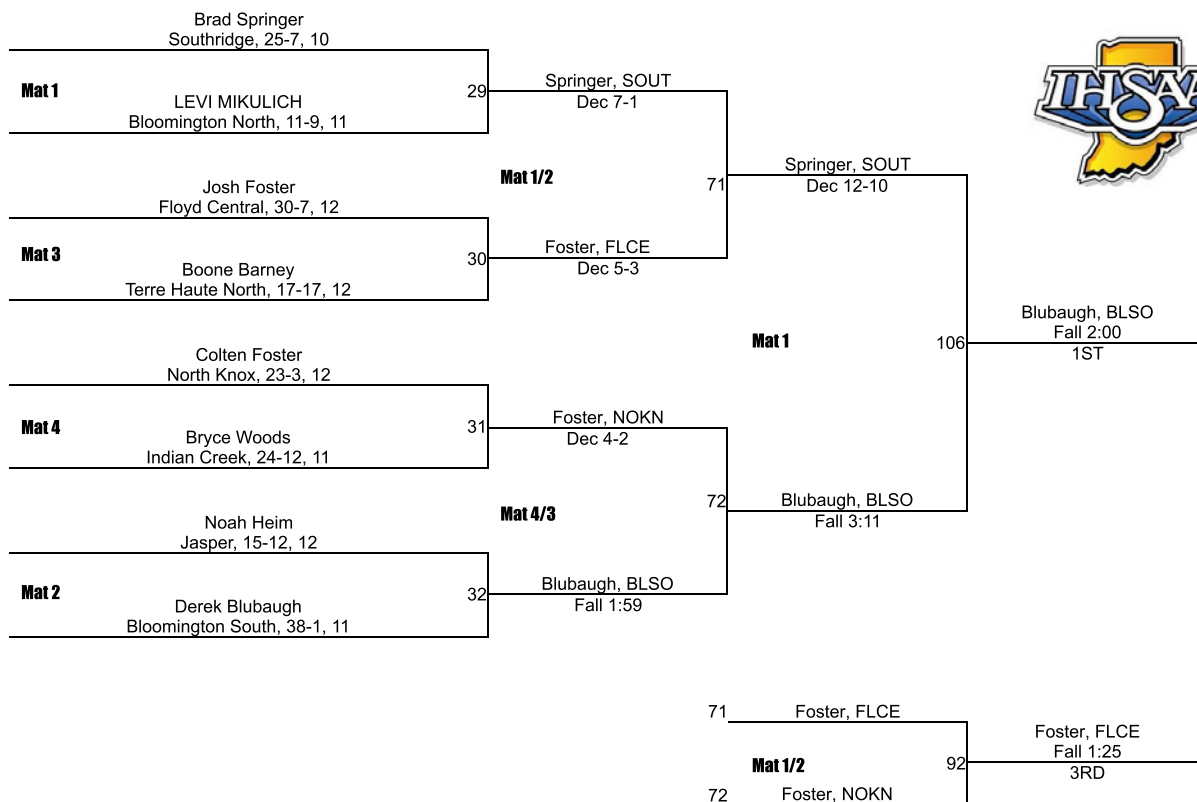 Brad Springer
Southridge, 25-7, 10
Mat 1
29
LEVI MIKULICH
Bloomington North, 11-9, 11
Springer, SOUT
Dec 7-1
Mat 1/2
71
Josh Foster
Floyd Central, 30-7, 12
Mat 3
30
Boone Barney
Terre Haute North, 17-17, 12
Foster, FLCE
Dec 5-3
Springer, SOUT
Dec 12-10
IHSAA
Colten Foster
North Knox, 23-3, 12
Mat 4
31
Bryce Woods
Indian Creek, 24-12, 11
Foster, NOKN
Dec 4-2
Mat 4/3
72
Noah Heim
Jasper, 15-12, 12
Mat 2
32
Derek Blubaugh
Bloomington South, 38-1, 11
Blubaugh, BLSO
Fall 1:59
Blubaugh, BLSO
Fall 3:11
Mat 1
106
Blubaugh, BLSO
Fall 2:00
1ST
71
Foster, FLCE
Mat 1/2
92
72
Foster, NOKN
Foster, FLCE
Fall 1:25
3RD